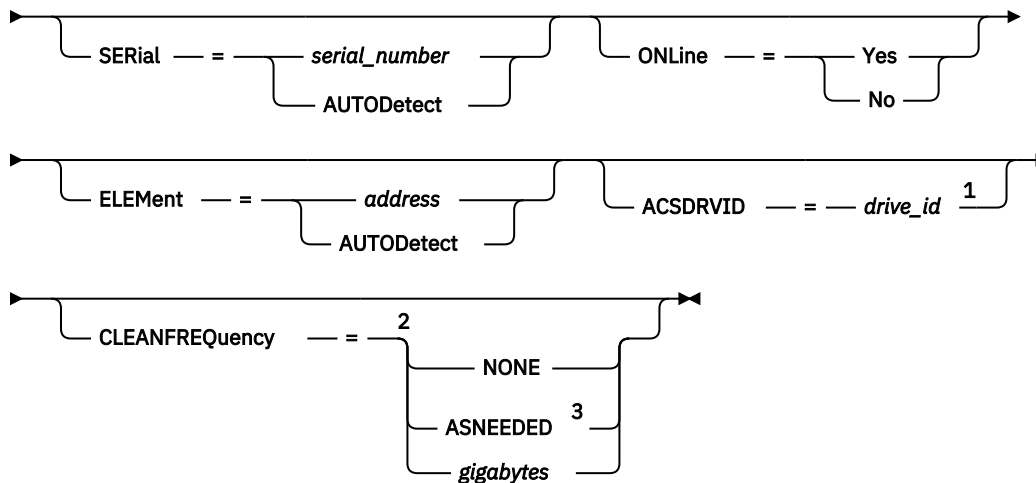 SERial = serial_number
AUTODetect
ONLine = Yes
No
ELEMent = address
AUTODetect
ACSDRVID = drive_id 1
CLEANFREQuency = 2
NONE
ASNEEDED 3
gigabytes